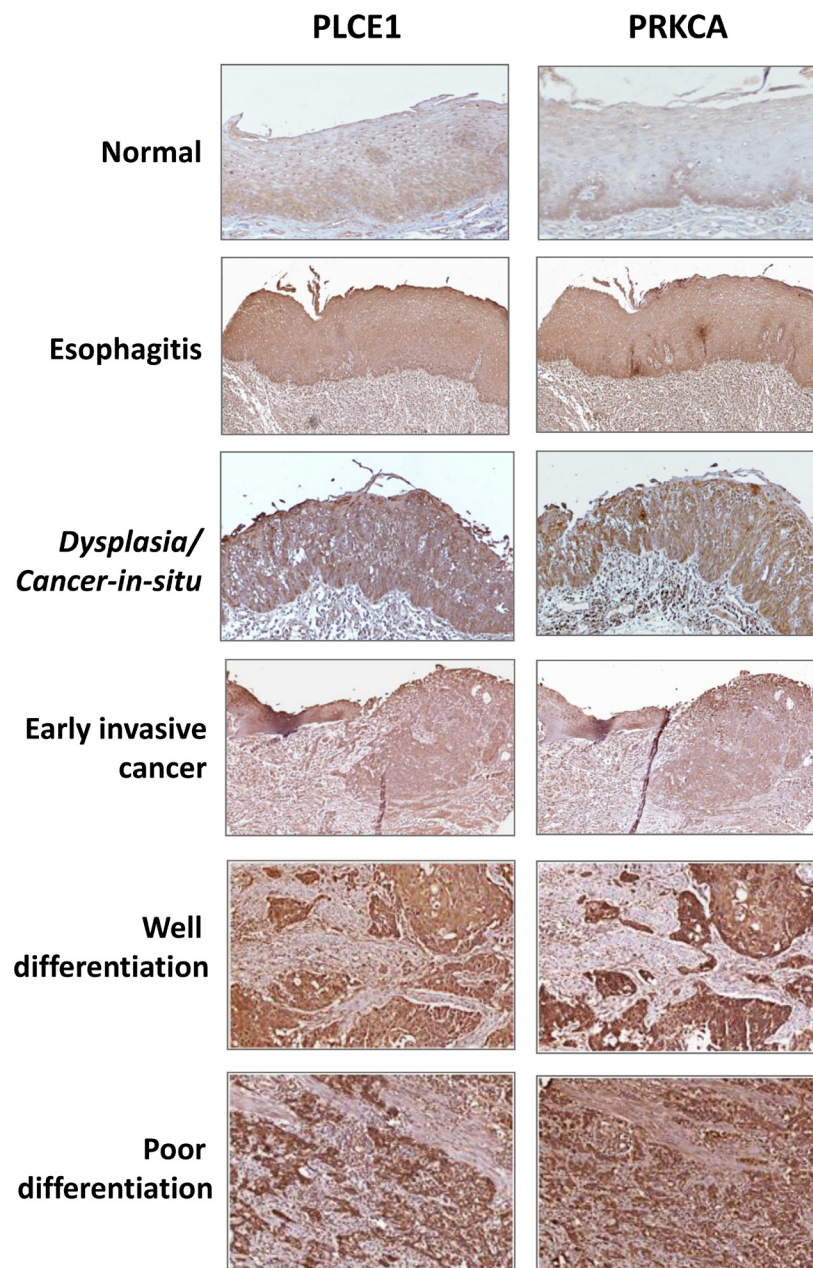 PLCE1 PRKCA
Normal
Esophagitis
Dysplasia/
Cancer-in-situ
Early invasive
cancer
Well
differentiation
Poor
differentiation